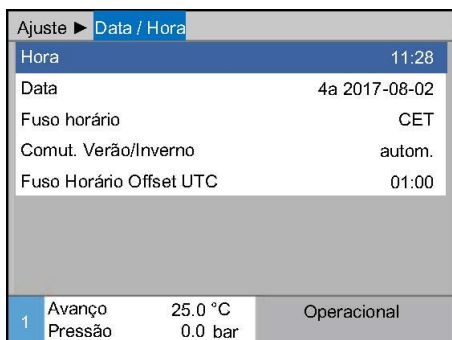 Ajuste ► Data / Hora
Hora 11:28
Data 4a 2017-08-02
Fuso horário CET
Comut. Verão/Inverno autom.
Fuso Horário Offset UTC 01:00
1 Avanço 25.0 °C Operacional
Pressão 0.0 bar